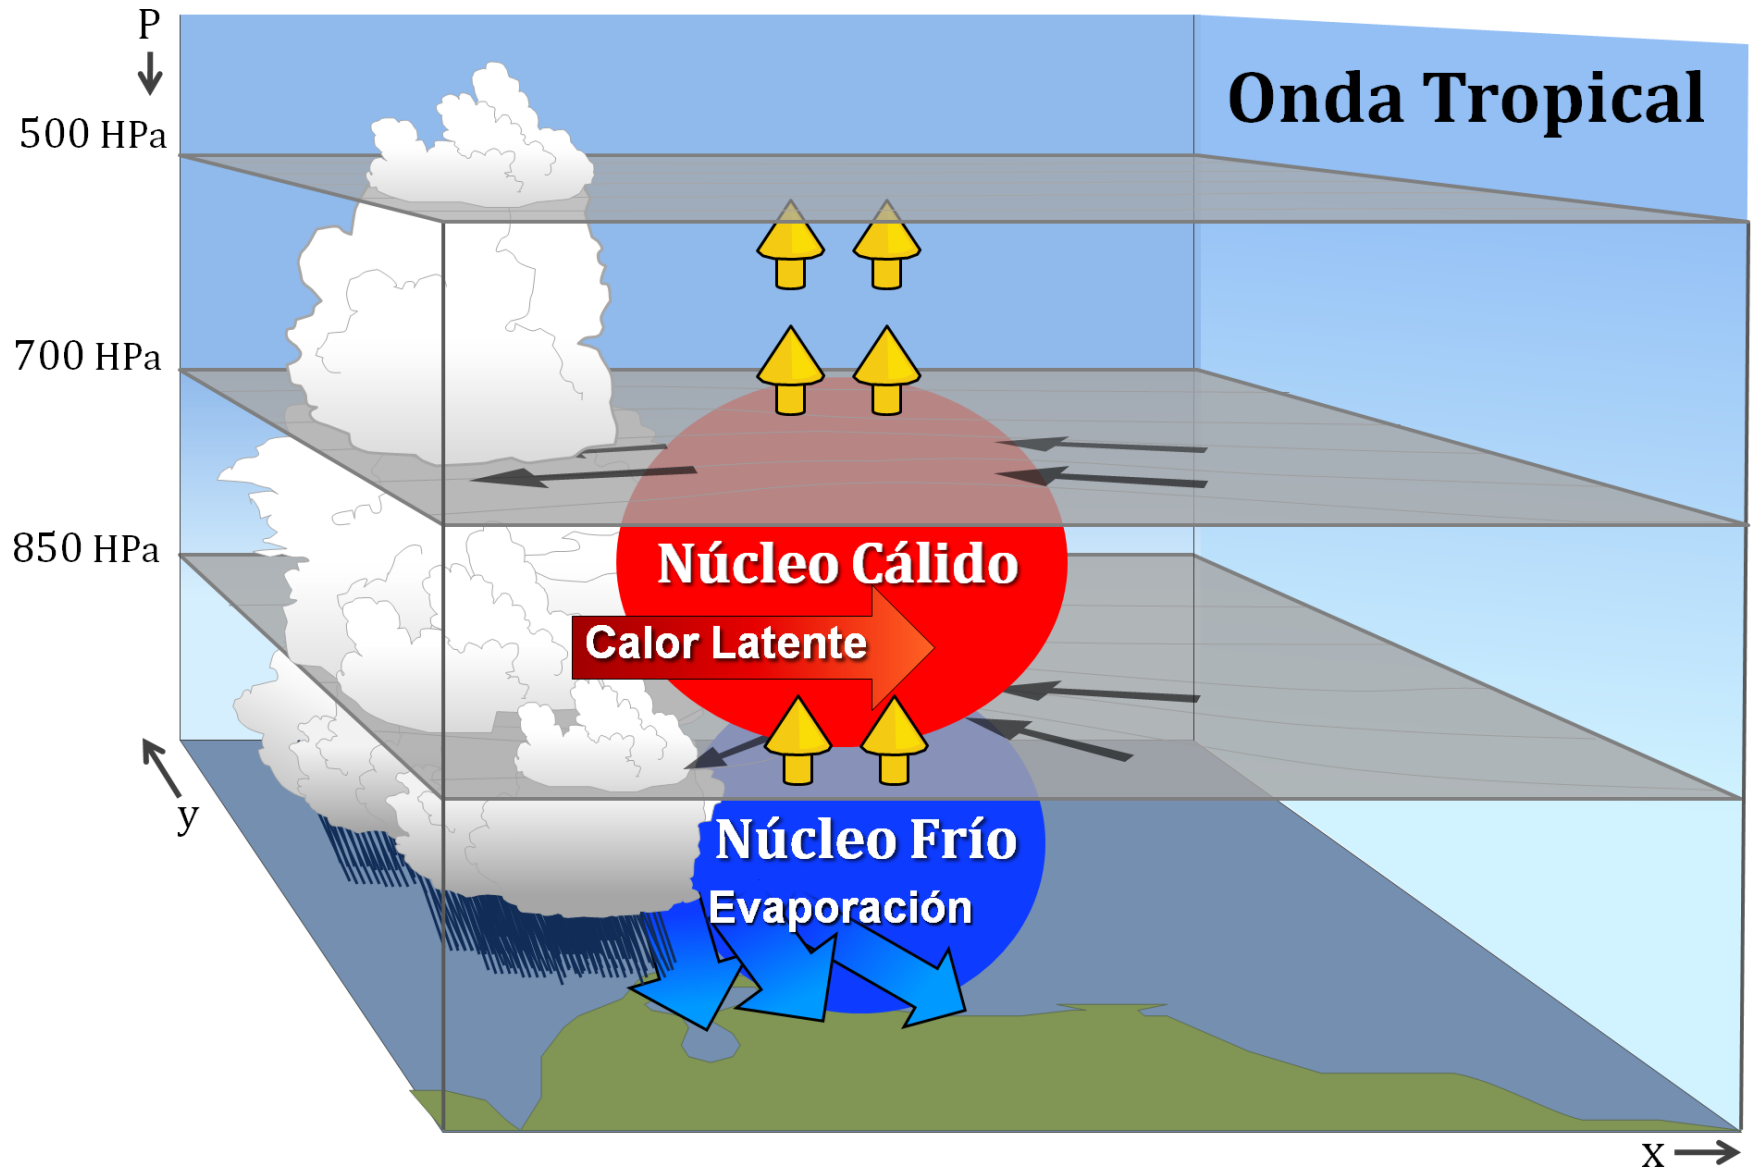 P
Onda Tropical
500 HPa
700 HPa
850 HPa
Núcleo Cálido
Calor Latente
y
Núcleo Frío
Evaporación
x